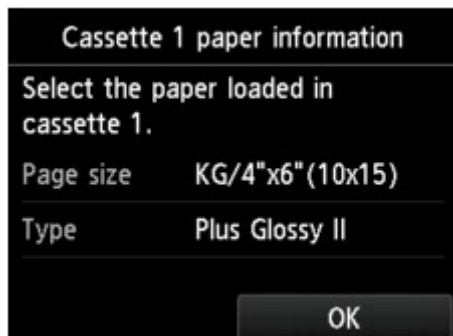 Cassette 1 paper information
Select the paper loaded in
cassette 1.
Page size KG/4"x6"(10x15)
Type Plus Glossy II
OK